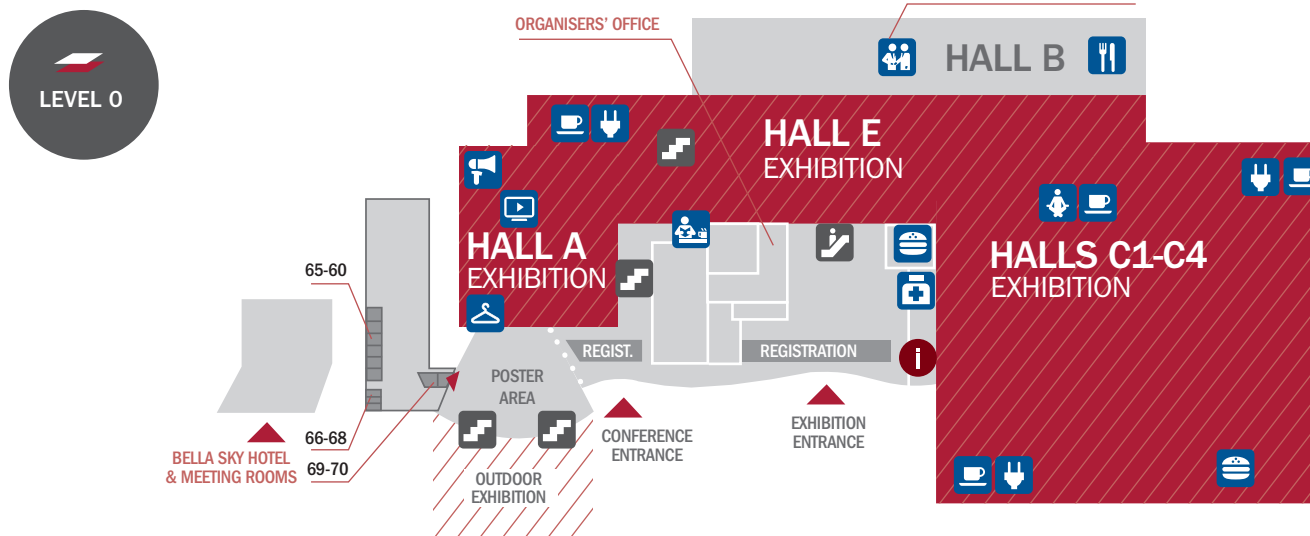 LEVEL 0
ORGANISERS' OFFICE
HALL B
HALL E
EXHIBITION
HALL A
EXHIBITION
HALLS C1-C4
EXHIBITION
65-60
REGIST.
REGISTRATION
i
POSTER
AREA
66-68
69-70
BELLA SKY HOTEL
& MEETING ROOMS
CONFERENCE
ENTRANCE
EXHIBITION
ENTRANCE
OUTDOOR
EXHIBITION